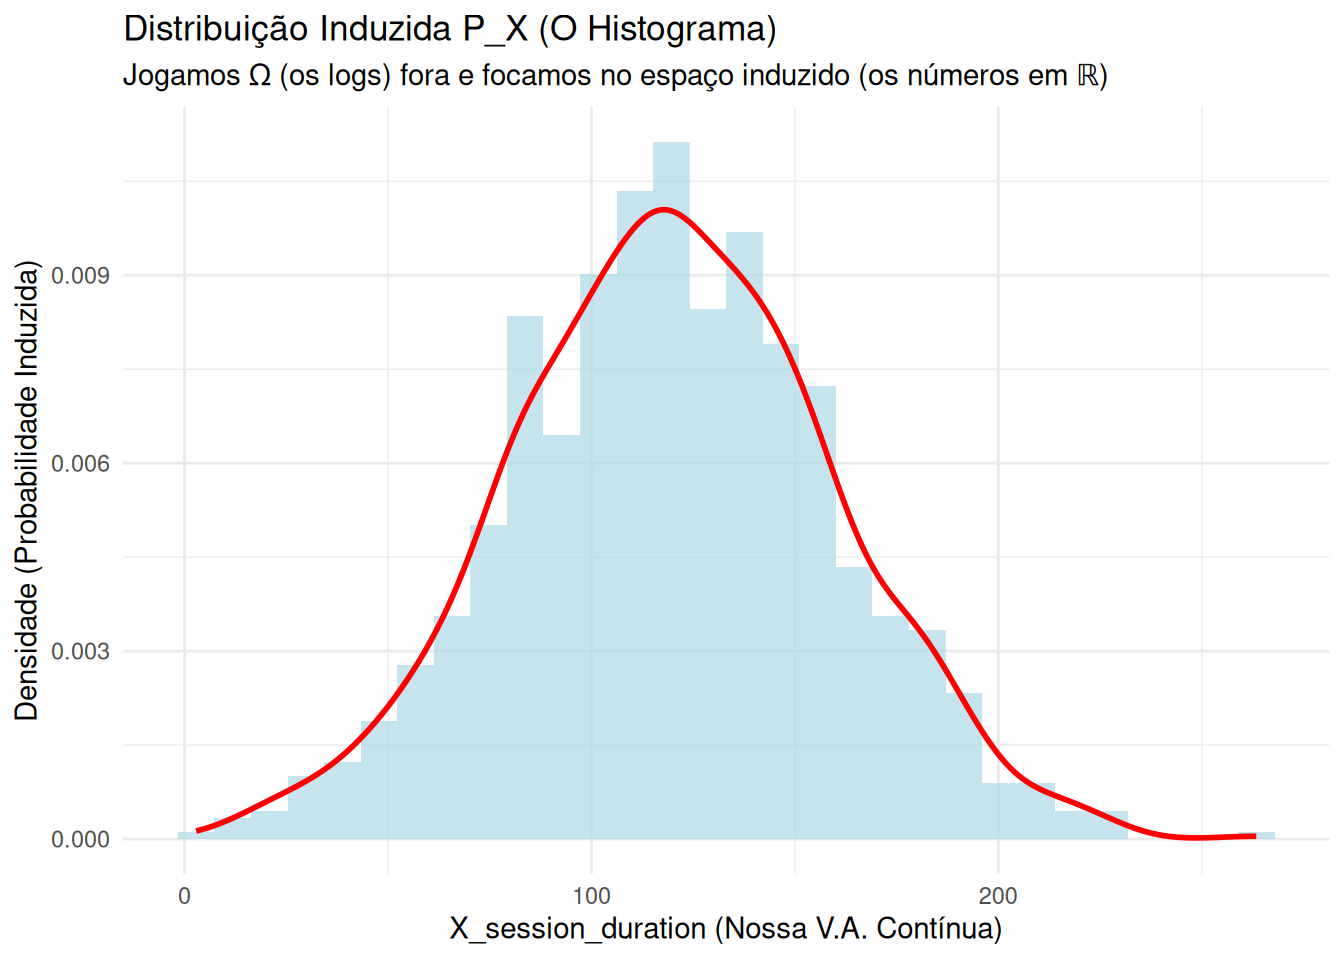 Distribuição Induzida P_X (O Histograma)
Jogamos Ω (os logs) fora e focamos no espaço induzido (os números em ℝ)
Densidade (Probabilidade Induzida)
0.009
0.006
0.003
0.000
0
100
200
X_session_duration (Nossa V.A. Contínua)